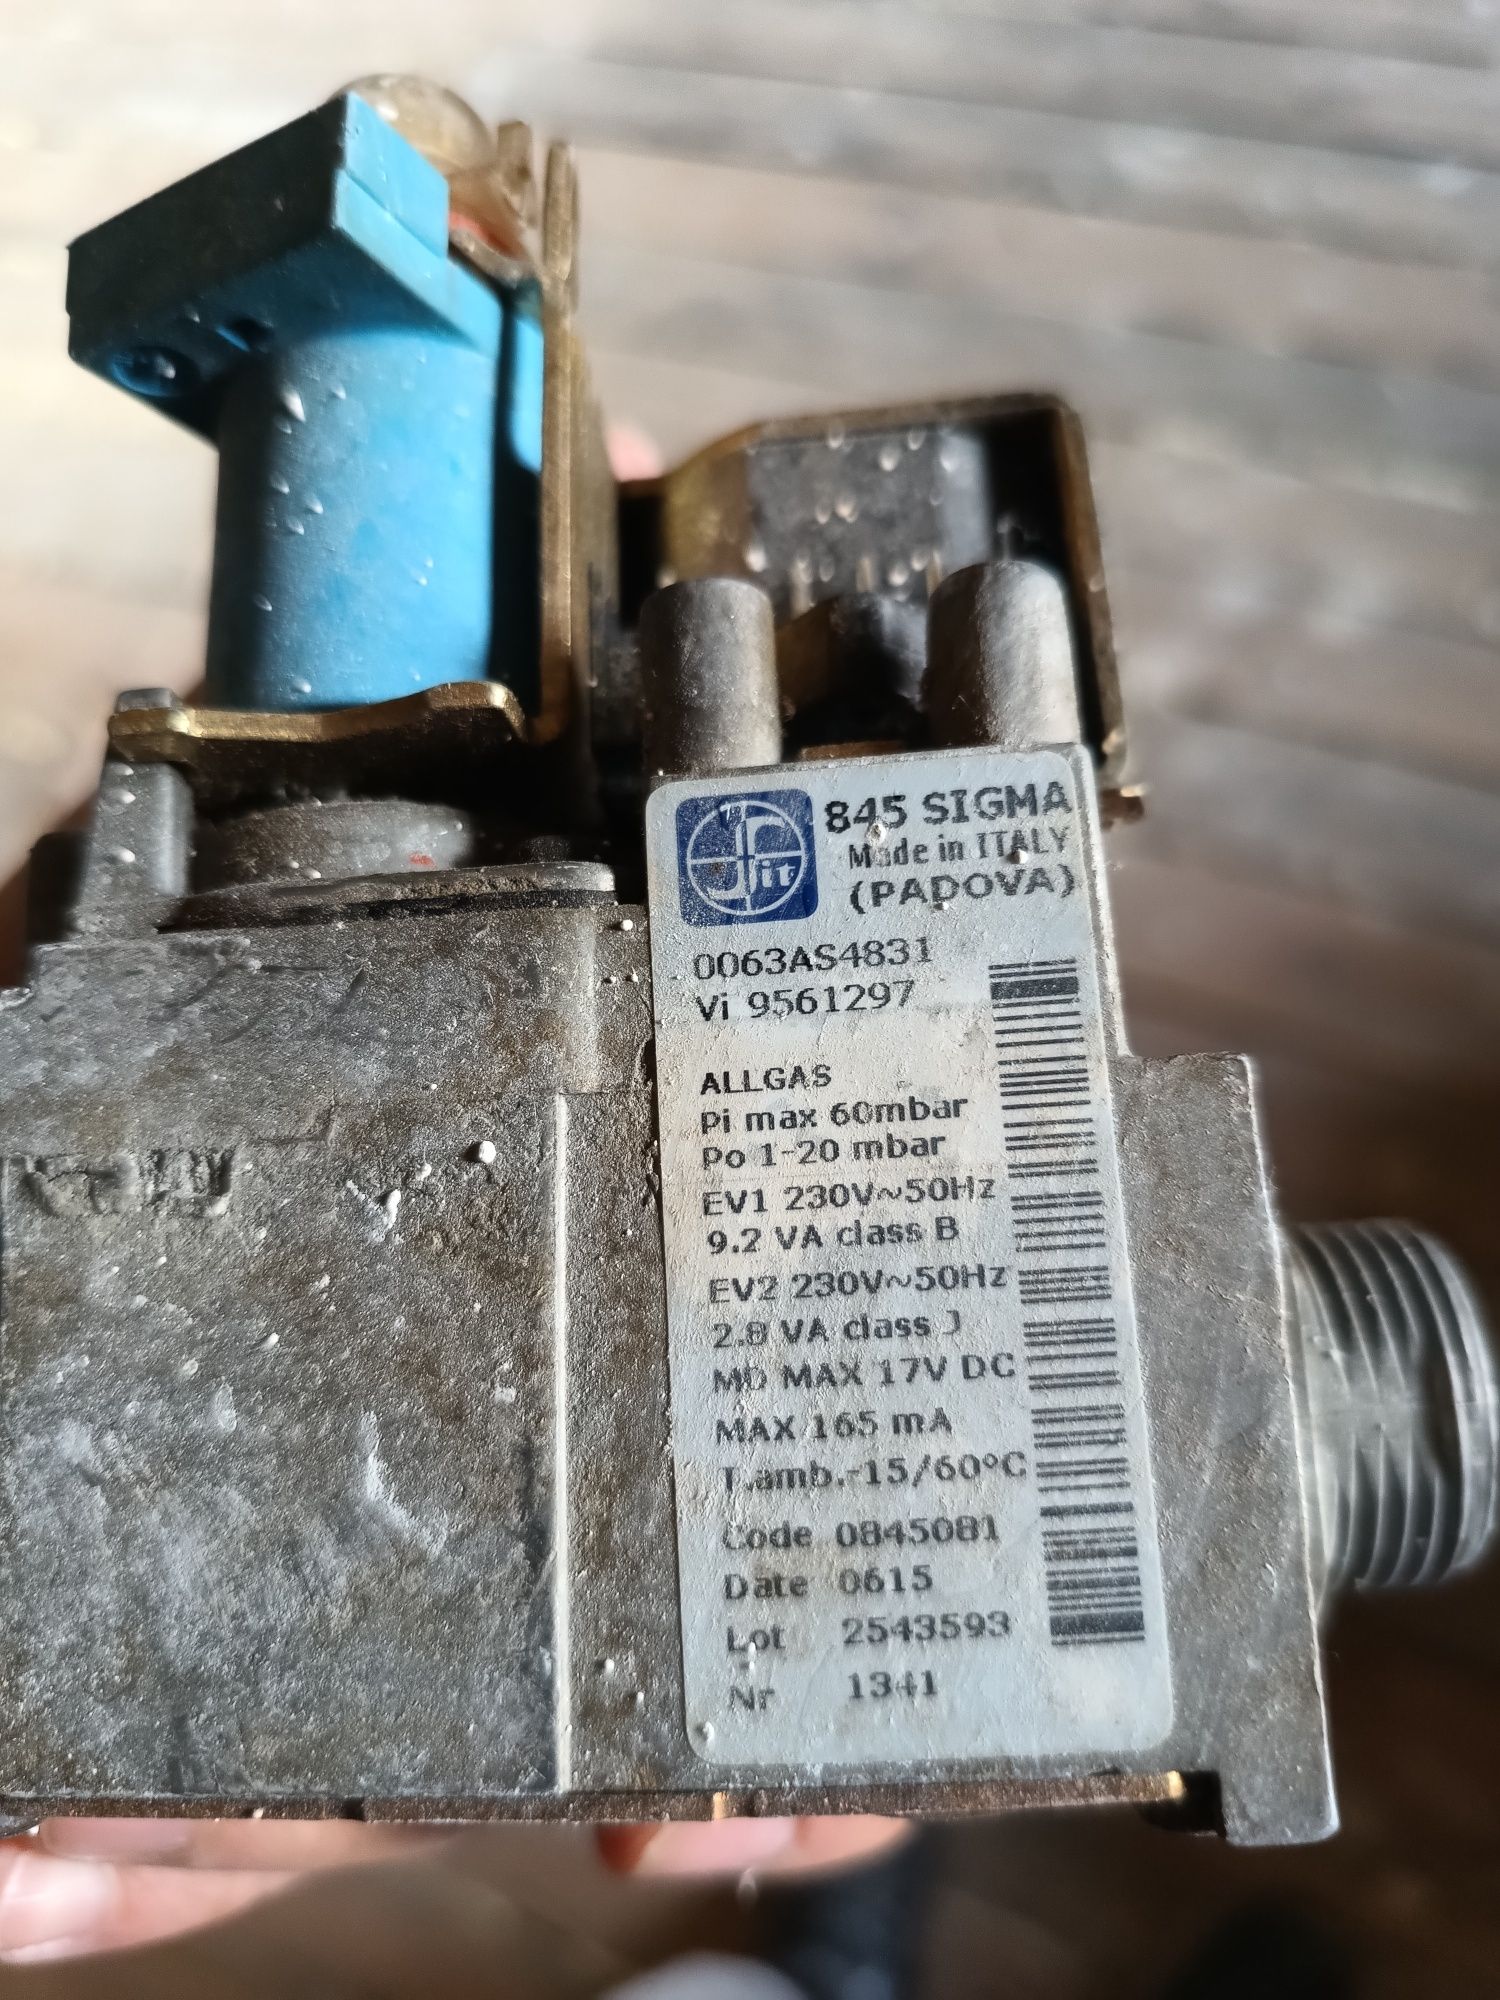 Sit
845 SIGMA
Made in ITALY
(PADOVA)
0063AS4831
Vi 9561297
ALLGAS
Pi max 60mbar
Po 1-20 mbar
EV1 230V~50Hz
9.2 VA class B
EV2 230V~50Hz
2.8 VA class J
MD MAX 17V DC
MAX 165 mA
T.amb.-15/60°C
Code 0845081
Date 0615
Lot 2543593
Nr 1341